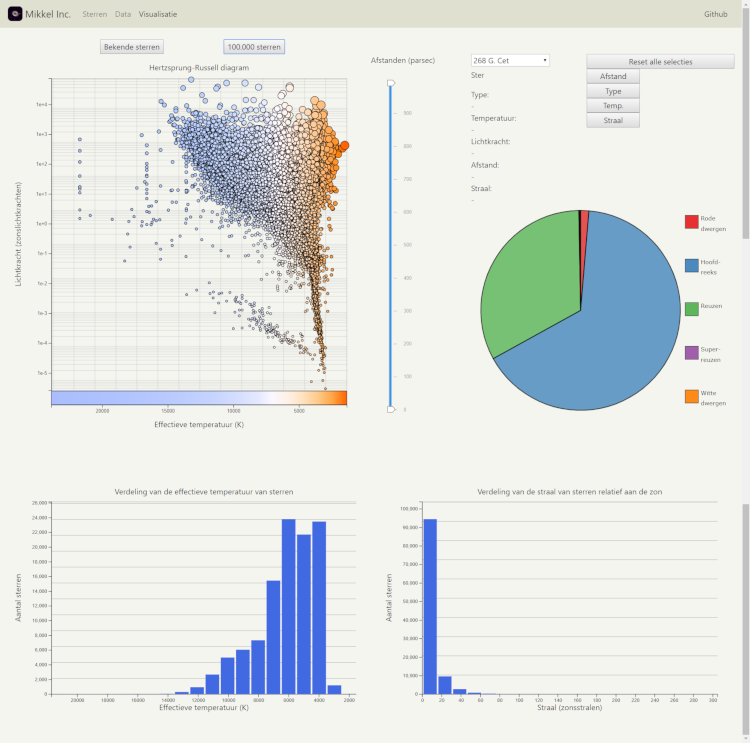 Mikkel Inc. Sterren Data Visualisatie Github
Bekende sterren 100.000 sterren
Afstanden (parsec)
268 G. Cet
Reset alle selecties
Ster
Afstand
Type
Temp.
Straal
Type:
-
Temperatuur:
-
Lichtkracht:
-
Afstand:
-
Straal:
-
Hertzsprung-Russell diagram
Lichtkracht (zonslichtkrachten)
1e+4
1e+3
1e+2
1e+1
1e+0
1e-1
1e-2
1e-3
1e-4
1e-5
20000 15000 10000 5000
Effectieve temperatuur (K)
900
800
700
600
500
400
300
200
100
0
Rode
dwergen
Hoofd-
reeks
Reuzen
Super-
reuzen
Witte
dwergen
Verdeling van de effectieve temperatuur van sterren
Aantal sterren
26,000
24,000
22,000
20,000
18,000
16,000
14,000
12,000
10,000
8,000
6,000
4,000
2,000
0
20000 18000 16000 14000 12000 10000 8000 6000 4000 2000
Effectieve temperatuur (K)
Verdeling van de straal van sterren relatief aan de zon
Aantal sterren
100,000
90,000
80,000
70,000
60,000
50,000
40,000
30,000
20,000
10,000
0
0 20 40 60 80 100 120 140 160 180 200 220 240 260 280 300
Straal (zonsstralen)